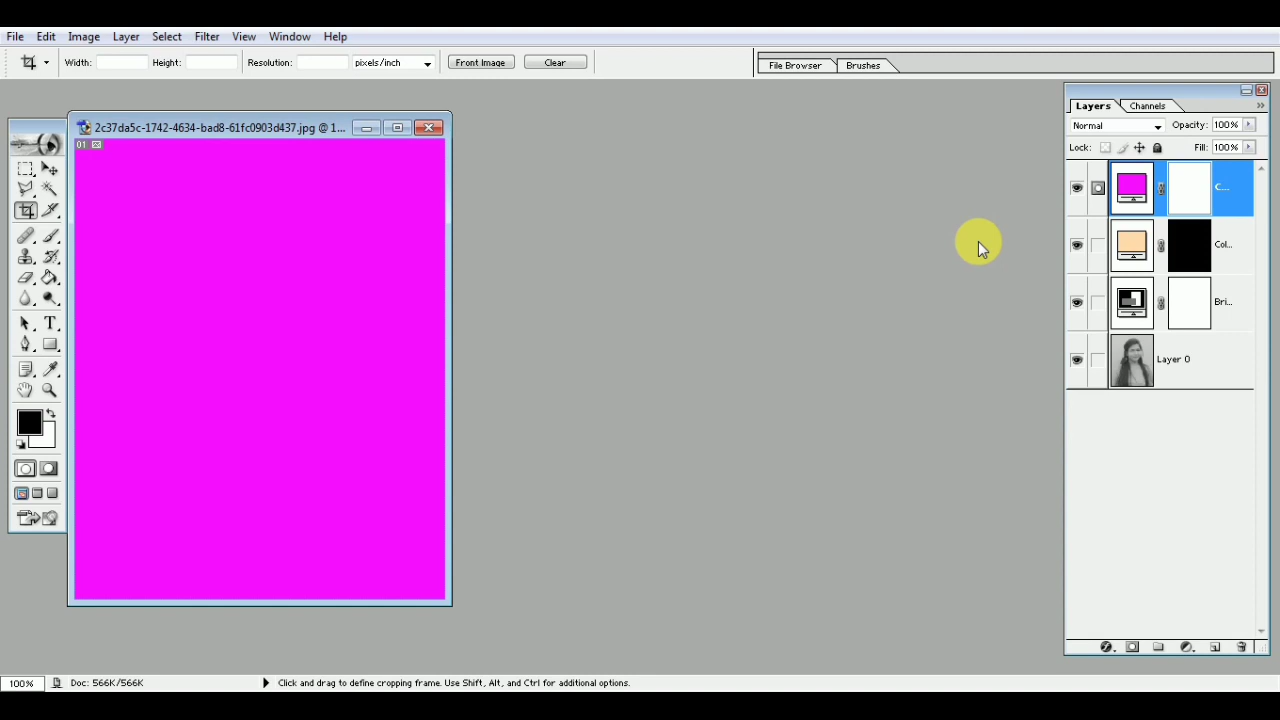 File Edit Image Layer Select Filter View Window Help
Width: Height: Resolution: pixels/inch Front Image Clear File Browser Brushes
2c37da5c-1742-4634-bad8-61fc0903d437.jpg @ 1...
01
Layers Channels
Normal Opacity: 100%
Lock: Fill: 100%
C...
Col...
Bri...
Layer 0
100% Doc: 566K/566K Click and drag to define cropping frame. Use Shift, Alt, and Ctrl for additional options.